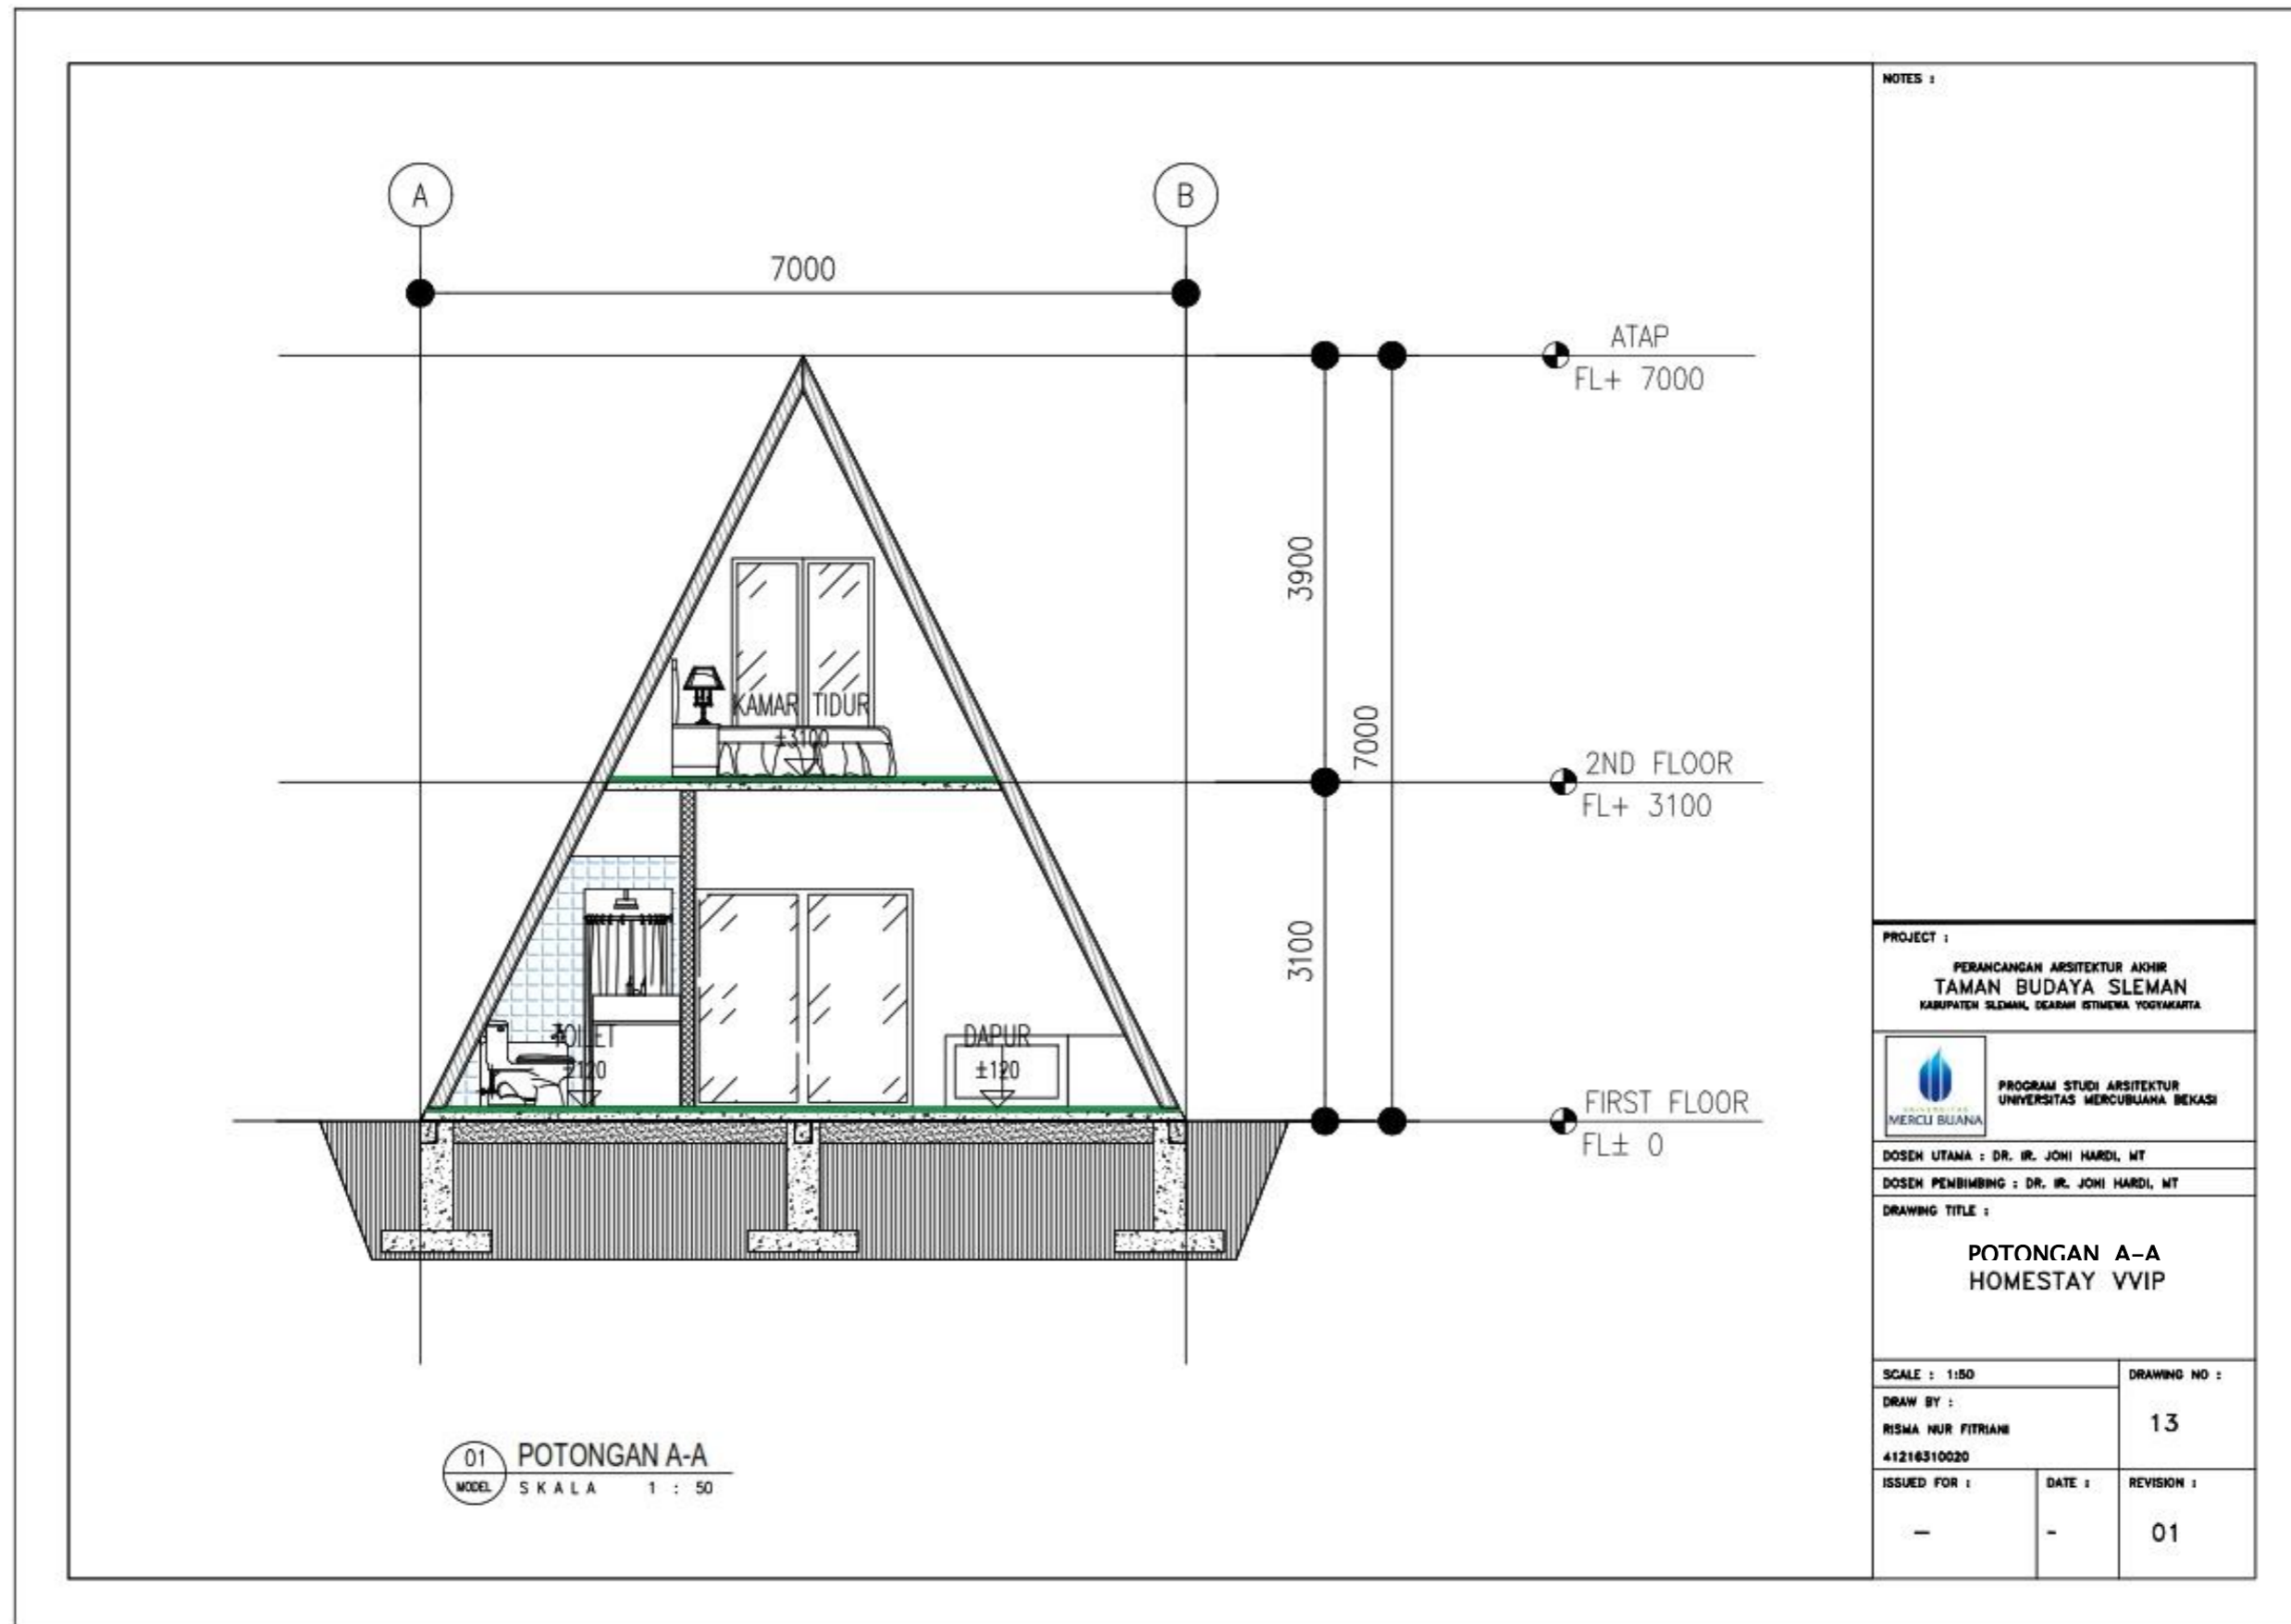 A
B
7000
ATAP
FL+ 7000
3900
7000
2ND FLOOR
FL+ 3100
3100
FIRST FLOOR
FL± 0
KAMAR TIDUR
±3100
TOILET
±120
DAPUR
±120
01
MODEL
POTONGAN A-A
SKALA 1 : 50
NOTES :
PROJECT :
PERANCANGAN ARSITEKTUR AKHIR
TAMAN BUDAYA SLEMAN
KABUPATEN SLEMAN, DEARAH ISTIMEWA YOGYAKARTA
UNIVERSITAS
MERCU BUANA
PROGRAM STUDI ARSITEKTUR
UNIVERSITAS MERCUBUANA BEKASI
DOSEN UTAMA : DR. IR. JONI HARDI, MT
DOSEN PEMBIMBING : DR. IR. JONI HARDI, MT
DRAWING TITLE :
POTONGAN A-A
HOMESTAY VVIP
SCALE : 1:50
DRAWING NO :
13
DRAW BY :
RISMA NUR FITRIANI
41216310020
ISSUED FOR :
–
DATE :
-
REVISION :
01